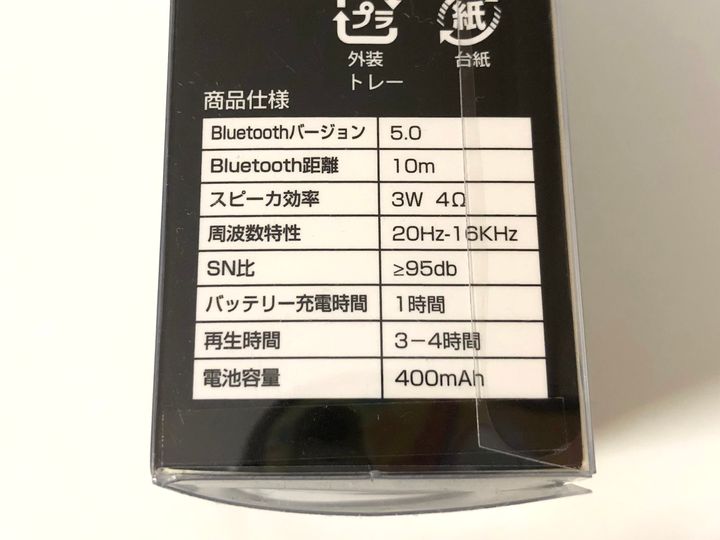 プラ 紙
外装 台紙
トレー
商品仕様
Bluetoothバージョン 5.0
Bluetooth距離 10m
スピーカ効率 3W 4Ω
周波数特性 20Hz-16KHz
SN比 ≥95db
バッテリー充電時間 1時間
再生時間 3－4時間
電池容量 400mAh